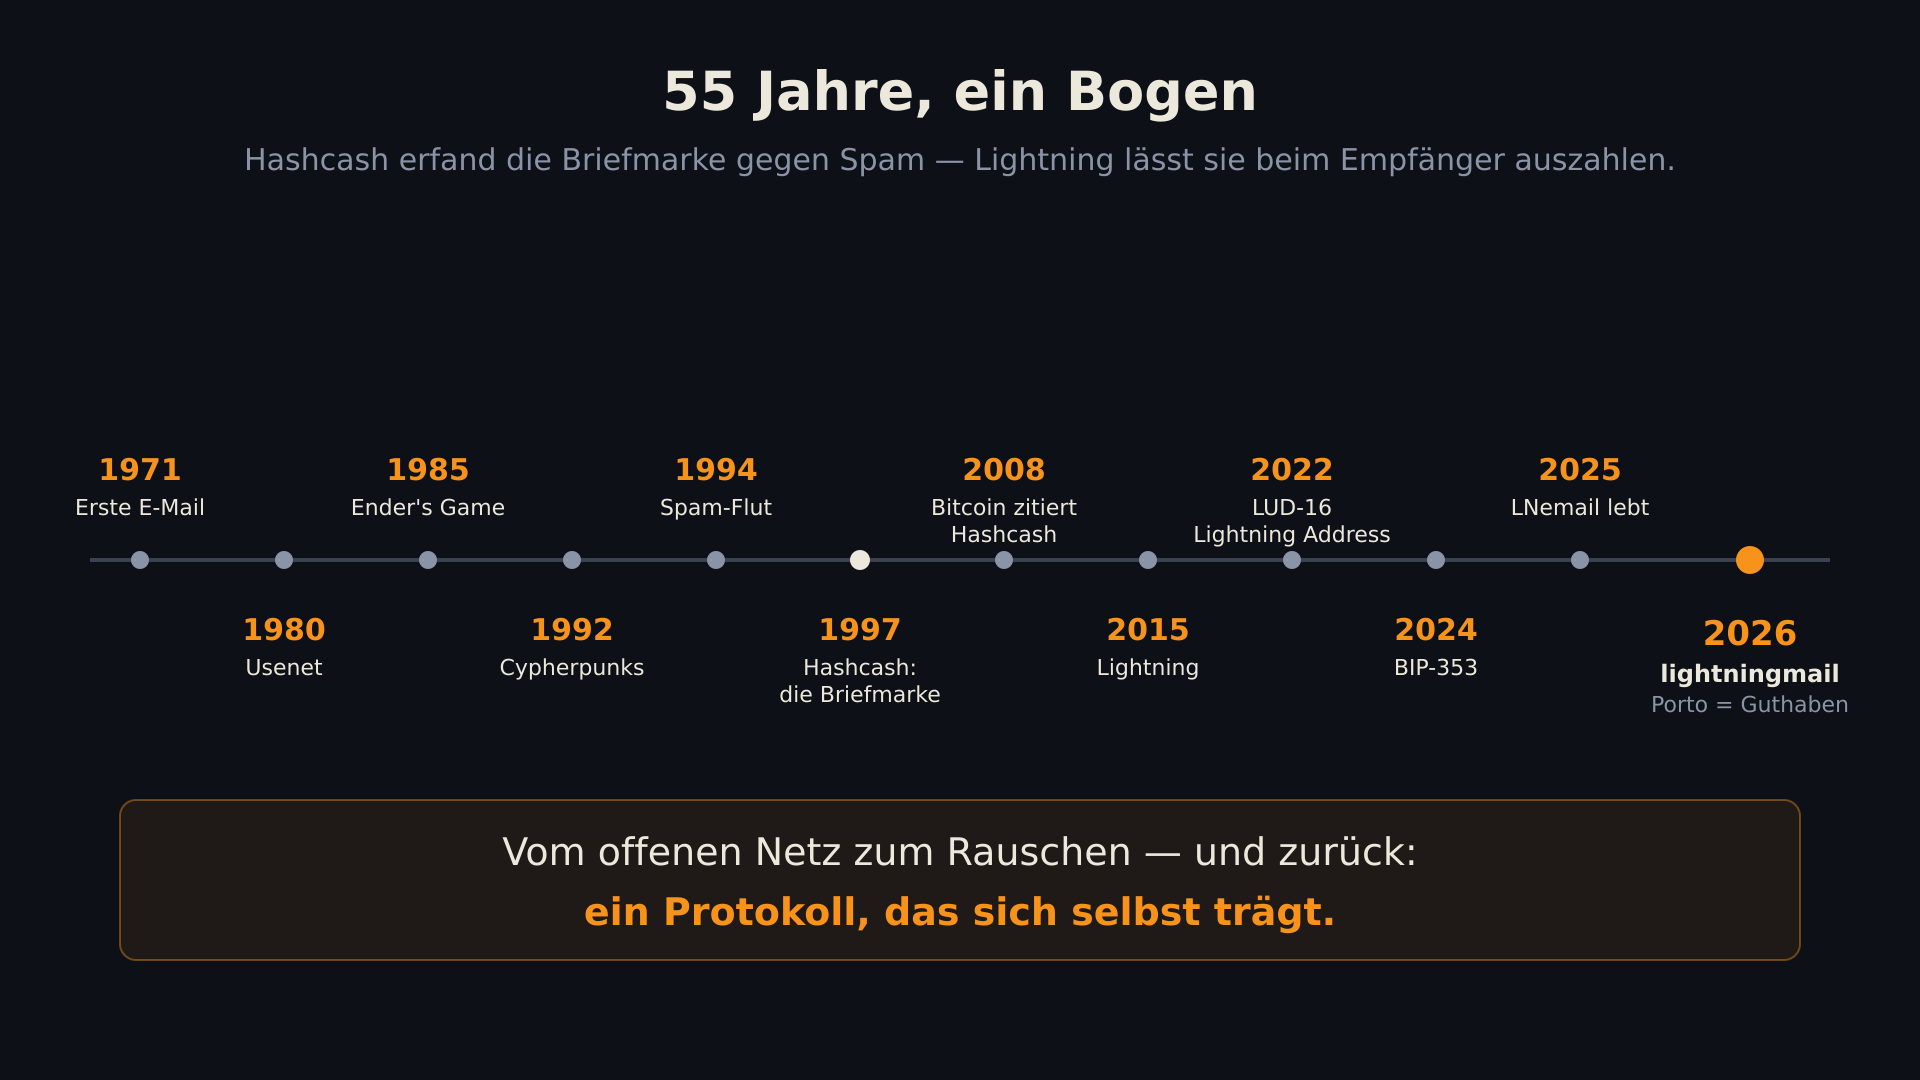 55 Jahre, ein Bogen
Hashcash erfand die Briefmarke gegen Spam — Lightning lässt sie beim Empfänger auszahlen.
1971
Erste E-Mail
1980
Usenet
1985
Ender's Game
1992
Cypherpunks
1994
Spam-Flut
1997
Hashcash:
die Briefmarke
2008
Bitcoin zitiert
Hashcash
2015
Lightning
2022
LUD-16
Lightning Address
2024
BIP-353
2025
LNemail lebt
2026
lightningmail
Porto = Guthaben
Vom offenen Netz zum Rauschen — und zurück:
ein Protokoll, das sich selbst trägt.